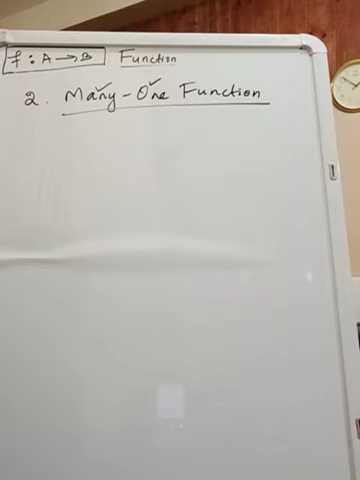 f : A → B Function
2. Many - One Function